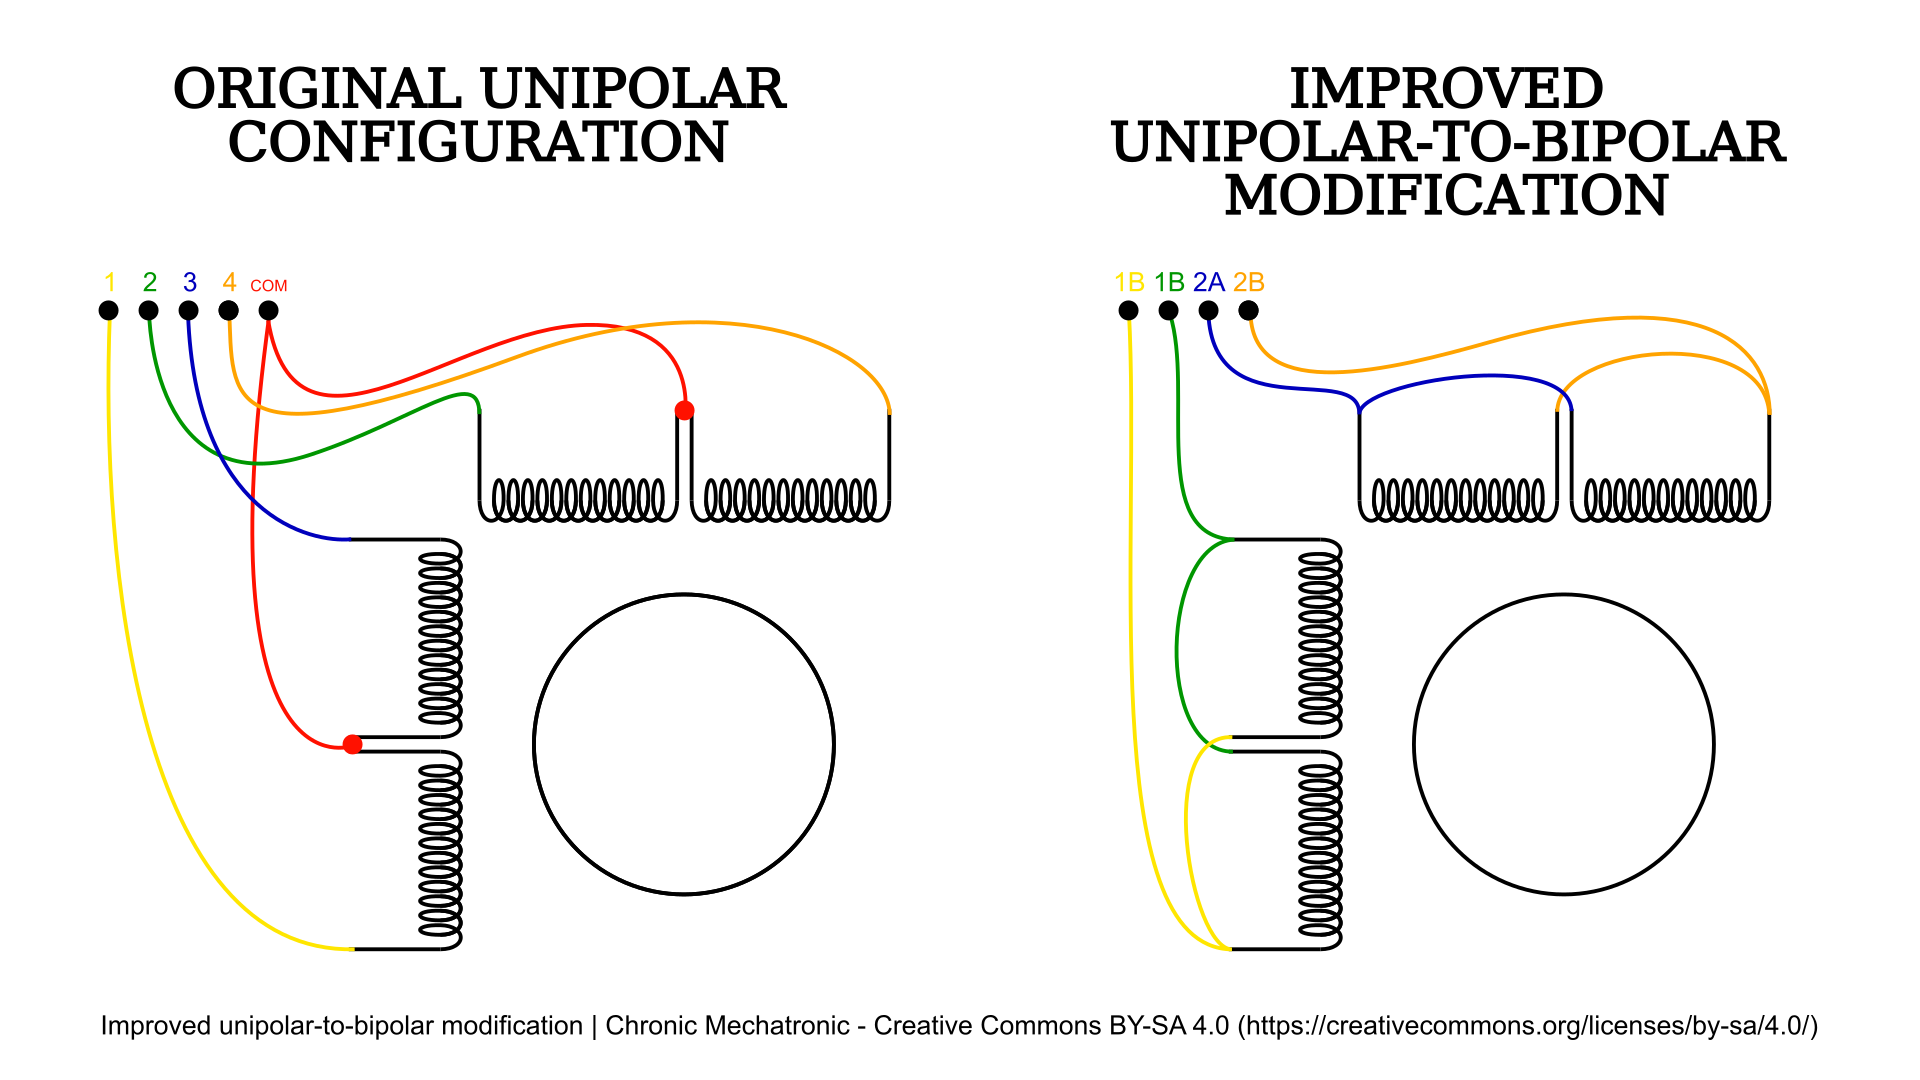 ORIGINAL UNIPOLAR
CONFIGURATION
IMPROVED
UNIPOLAR-TO-BIPOLAR
MODIFICATION
1 2 3 4 COM
1B 1B 2A 2B
Improved unipolar-to-bipolar modification | Chronic Mechatronic - Creative Commons BY-SA 4.0 (https://creativecommons.org/licenses/by-sa/4.0/)